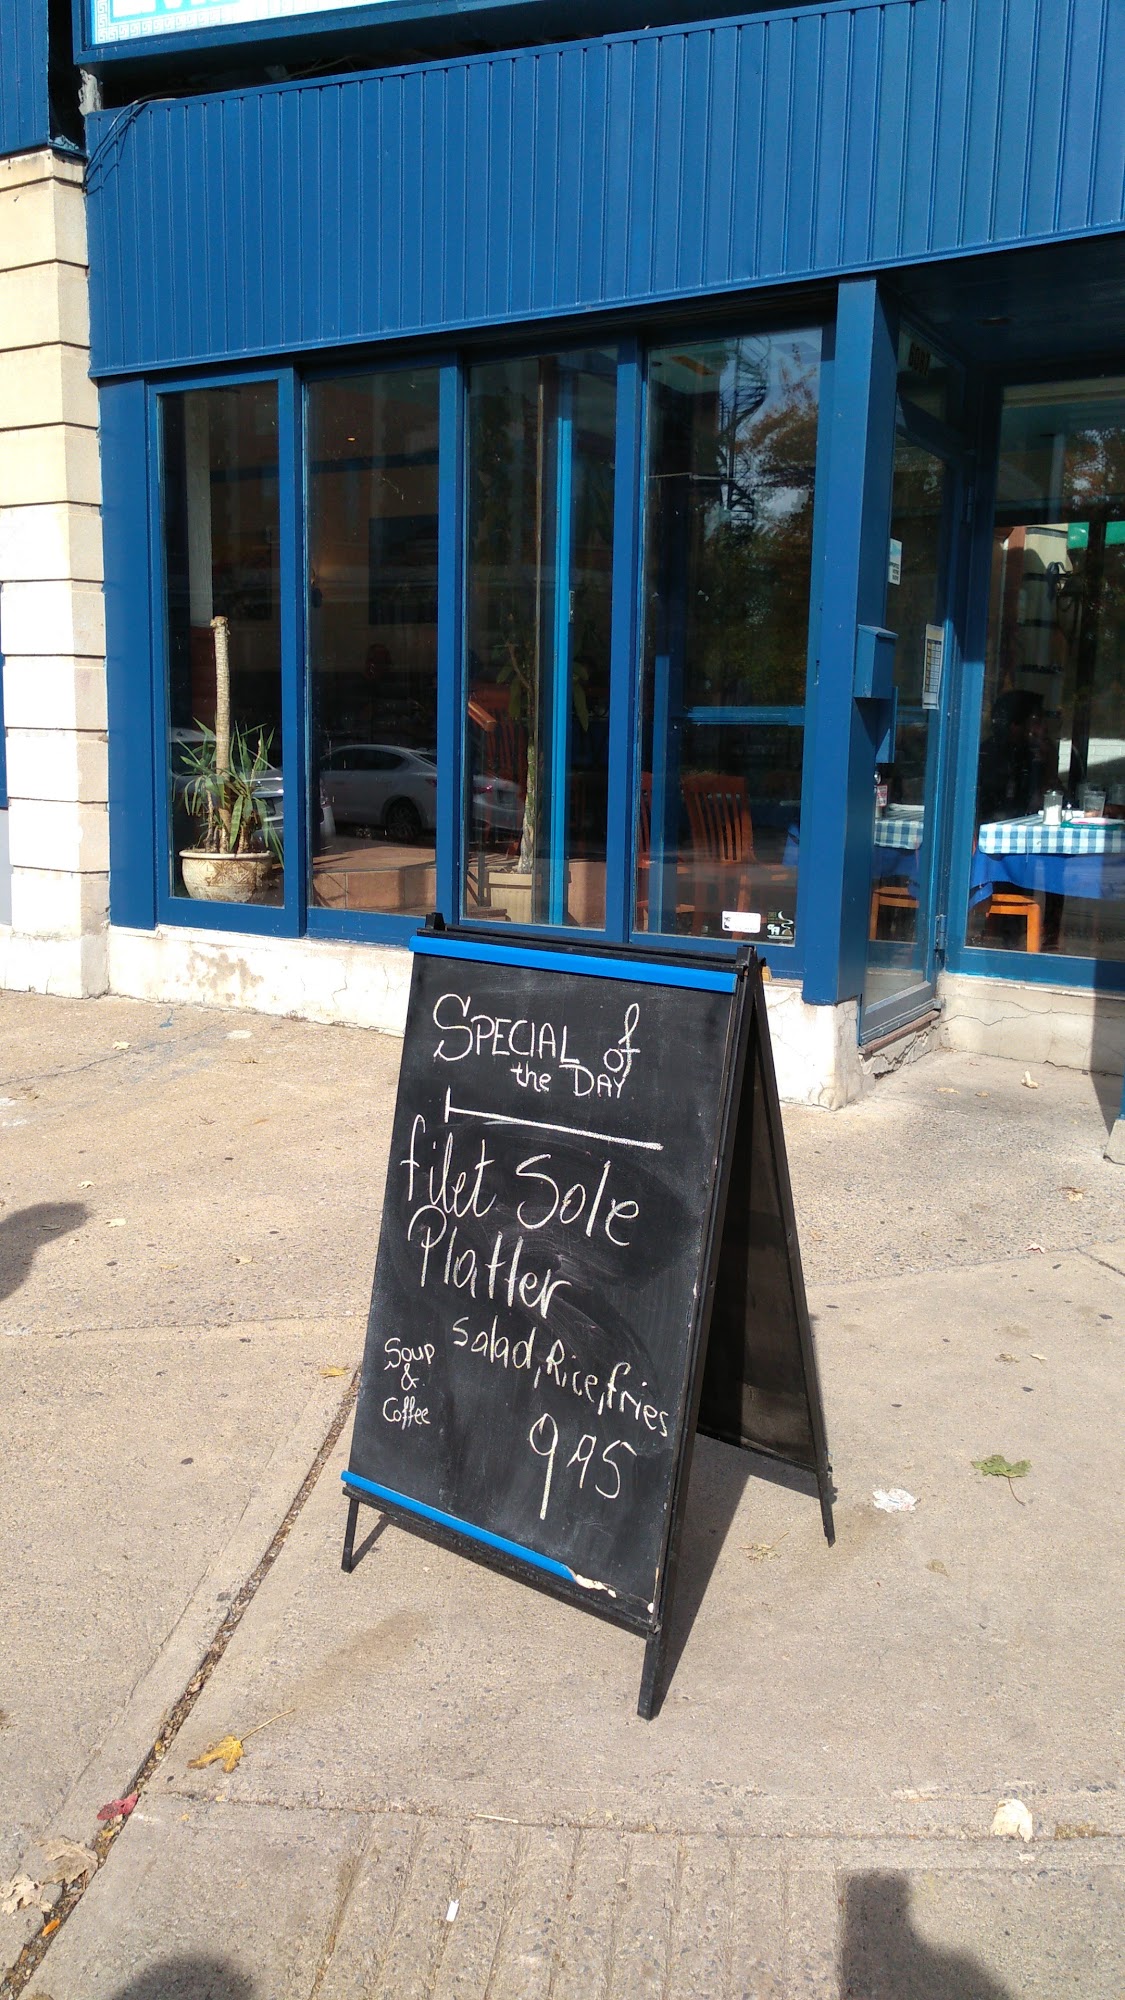 SPECIAL of
the DAY
filet Sole
Platter
salad, Rice, fries
Soup
&
Coffee
9.95